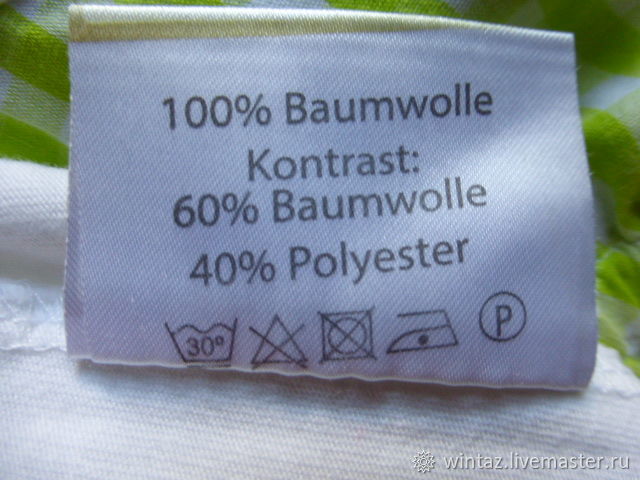 100% Baumwolle
Kontrast:
60% Baumwolle
40% Polyester
30° P
wintaz.livemaster.ru